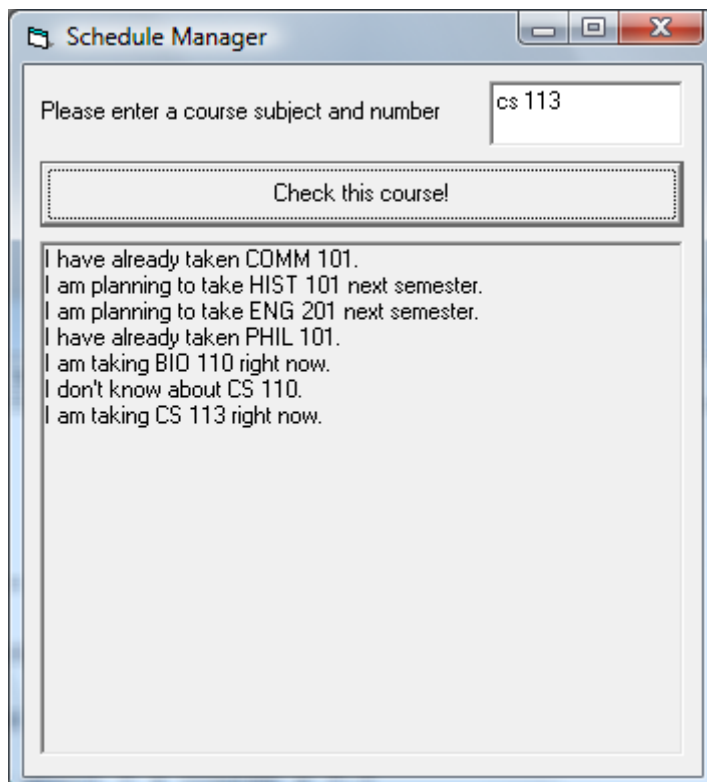 Schedule Manager
Please enter a course subject and number
cs 113
Check this course!
I have already taken COMM 101.
I am planning to take HIST 101 next semester.
I am planning to take ENG 201 next semester.
I have already taken PHIL 101.
I am taking BIO 110 right now.
I don't know about CS 110.
I am taking CS 113 right now.